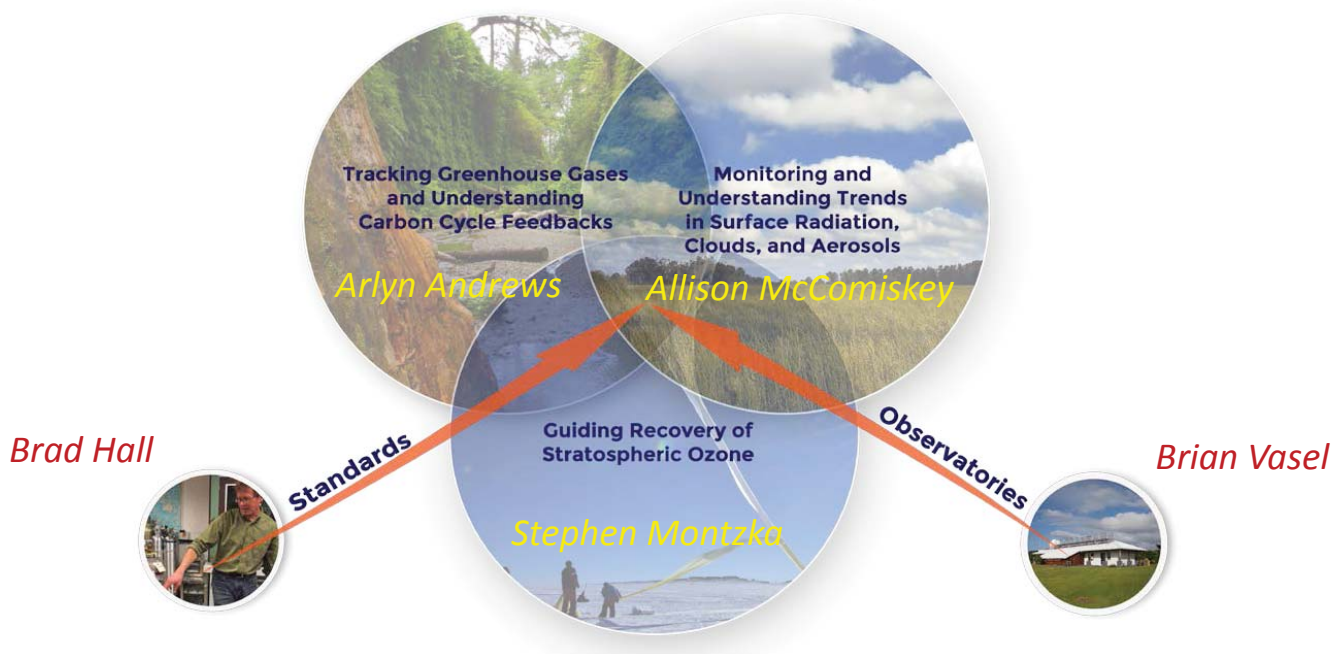 Tracking Greenhouse Gases
and Understanding
Carbon Cycle Feedbacks
Arlyn Andrews
Monitoring and
Understanding Trends
in Surface Radiation,
Clouds, and Aerosols
Allison McComiskey
Guiding Recovery of
Stratospheric Ozone
Stephen Montzka
Brad Hall
Standards
Observatories
Brian Vasel